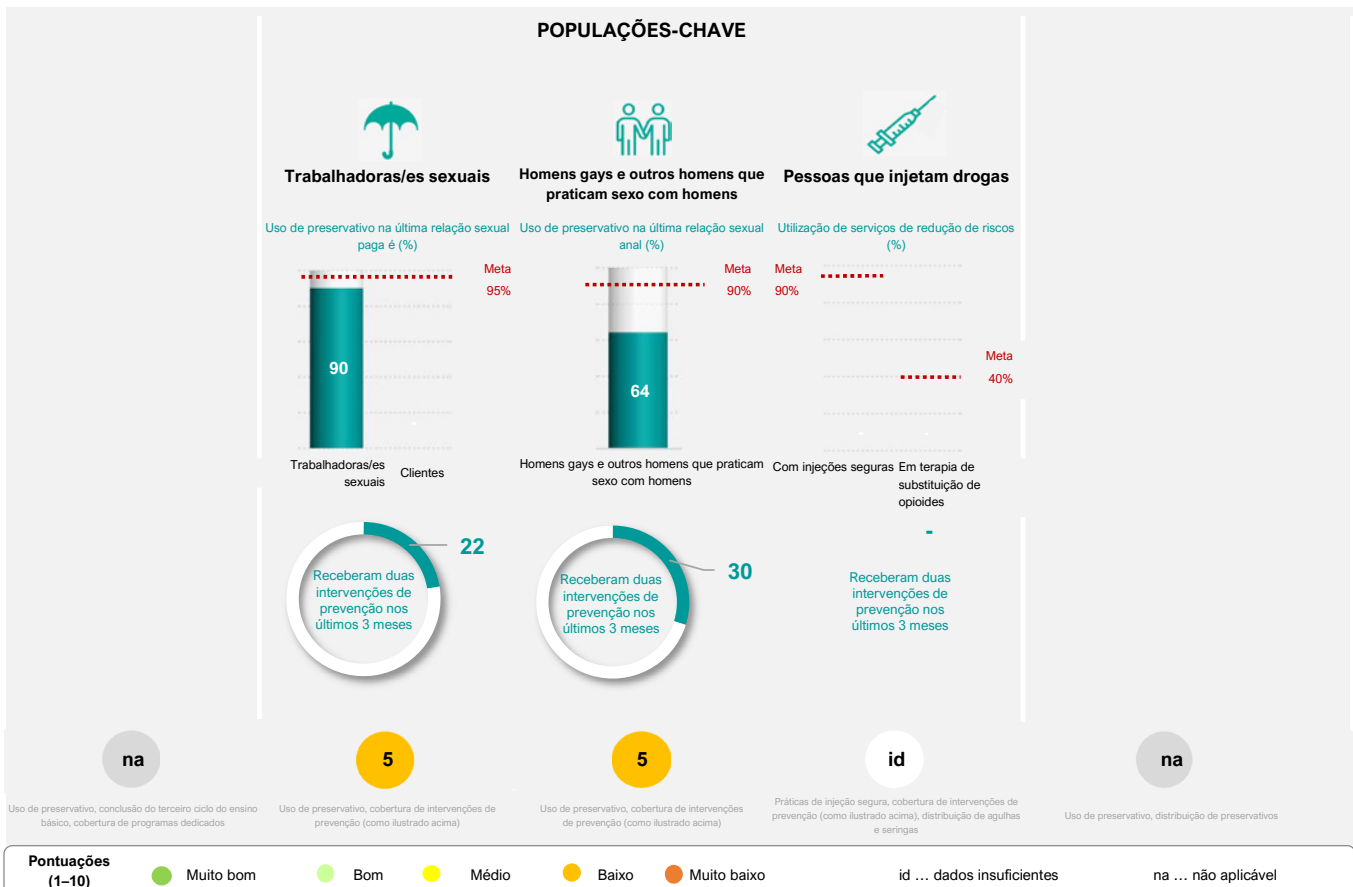 POPULAÇÕES-CHAVE
Trabalhadoras/es sexuais
Uso de preservativo na última relação sexual
paga é (%)
Meta
95%
90
Trabalhadoras/es
sexuais
Clientes
22
Receberam duas
intervenções de
prevenção nos
últimos 3 meses
Homens gays e outros homens que
praticam sexo com homens
Uso de preservativo na última relação sexual
anal (%)
Meta
90%
64
Homens gays e outros homens que praticam
sexo com homens
30
Receberam duas
intervenções de
prevenção nos
últimos 3 meses
Pessoas que injetam drogas
Utilização de serviços de redução de riscos
(%)
Meta
90%
Meta
40%
Com injeções seguras
Em terapia de
substituição de
opioides
-
Receberam duas
intervenções de
prevenção nos
últimos 3 meses
na
Uso de preservativo, conclusão do terceiro ciclo do ensino
básico, cobertura de programas dedicados
5
Uso de preservativo, cobertura de intervenções de
prevenção (como ilustrado acima)
5
Uso de preservativo, cobertura de intervenções
de prevenção (como ilustrado acima)
id
Práticas de injeção segura, cobertura de intervenções de
prevenção (como ilustrado acima), distribuição de agulhas
e seringas
na
Uso de preservativo, distribuição de preservativos
Pontuações
(1–10)
Muito bom
Bom
Médio
Baixo
Muito baixo
id … dados insuficientes
na … não aplicável